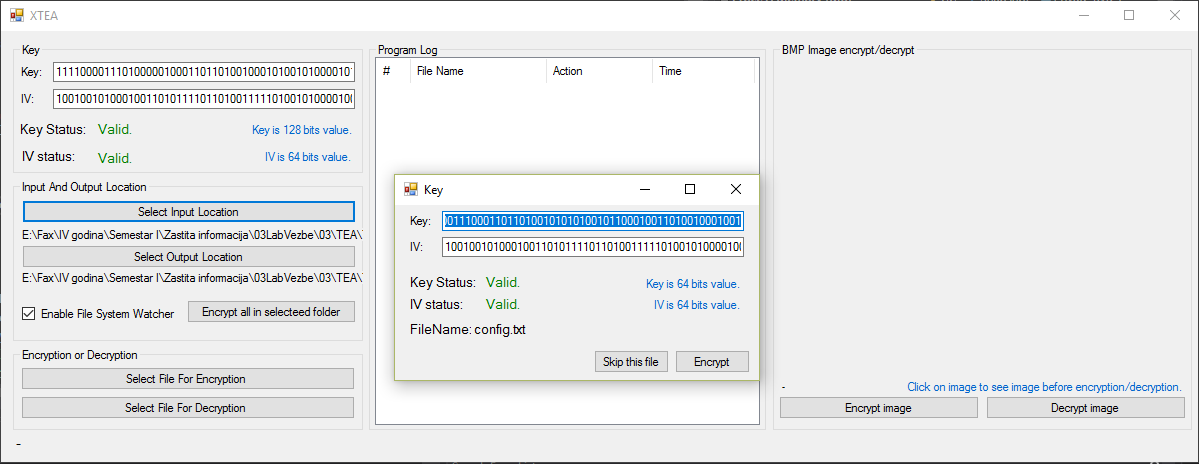 XTEA
Key
Key: 1111000011101000001000110110100100010100101000010
IV: 1001001010001001101011110110100111110100101000010
Key Status: Valid. Key is 128 bits value.
IV status: Valid. IV is 64 bits value.
Input And Output Location
Select Input Location
E:\Fax\IV godina\Semestar I\Zastita informacija\03LabVezbe\03\TEA\
Select Output Location
E:\Fax\IV godina\Semestar I\Zastita informacija\03LabVezbe\03\TEA\
Enable File System Watcher
Encrypt all in selecteed folder
Encryption or Decryption
Select File For Encryption
Select File For Decryption
-
Program Log
# File Name Action Time
Key
Key: 00111000110110100101010100101100010011010010001001
IV: 1001001010001001101011110110100111110100101000010
Key Status: Valid. Key is 64 bits value.
IV status: Valid. IV is 64 bits value.
FileName: config.txt
Skip this file Encrypt
BMP Image encrypt/decrypt
- Click on image to see image before encryption/decryption.
Encrypt image Decrypt image